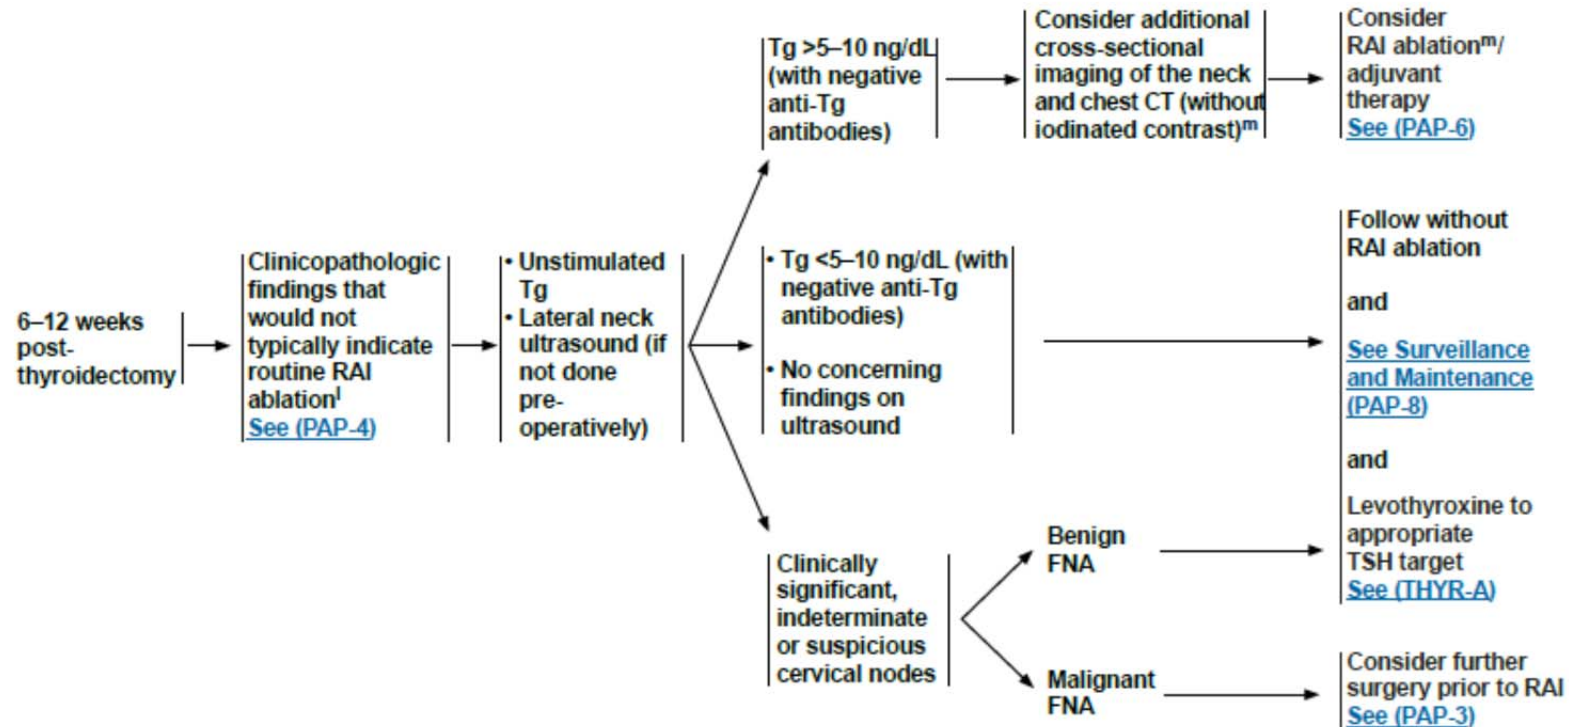 6–12 weeks
post-
thyroidectomy
Clinicopathologic
findings that
would not
typically indicate
routine RAI
ablationˡ
See (PAP-4)
• Unstimulated
Tg
• Lateral neck
ultrasound (if
not done
pre-
operatively)
Tg >5–10 ng/dL
(with negative
anti-Tg
antibodies)
Consider additional
cross-sectional
imaging of the neck
and chest CT (without
iodinated contrast)ᵐ
Consider
RAI ablationᵐ/
adjuvant
therapy
See (PAP-6)
• Tg <5–10 ng/dL (with
negative anti-Tg
antibodies)
• No concerning
findings on
ultrasound
Follow without
RAI ablation
and
See Surveillance
and Maintenance
(PAP-8)
and
Levothyroxine to
appropriate
TSH target
See (THYR-A)
Clinically
significant,
indeterminate
or suspicious
cervical nodes
Benign
FNA
Malignant
FNA
Consider further
surgery prior to RAI
See (PAP-3)